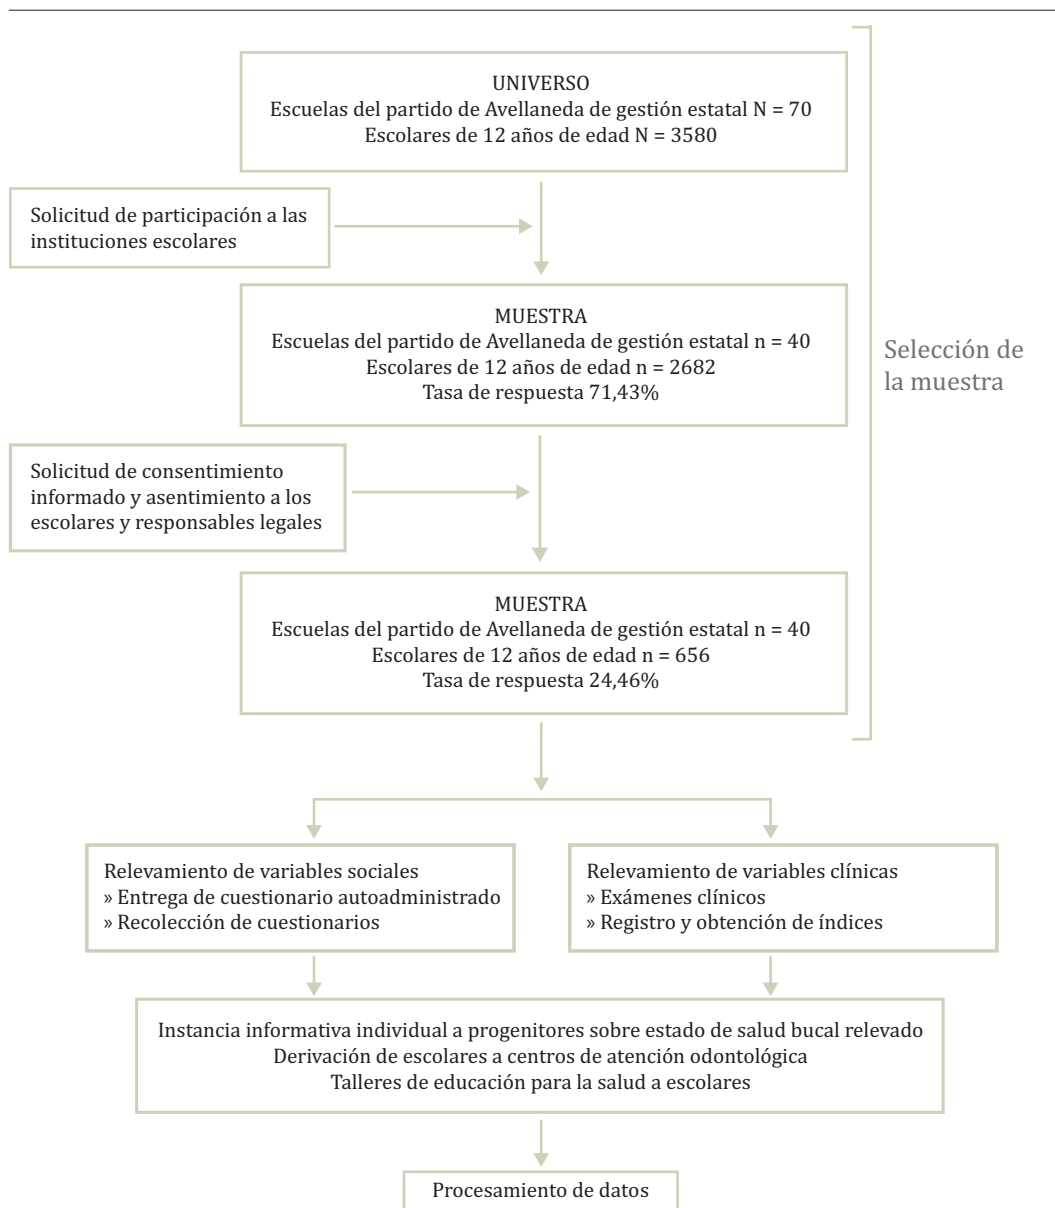 UNIVERSO
Escuelas del partido de Avellaneda de gestión estatal N = 70
Escolares de 12 años de edad N = 3580
Solicitud de participación a las
instituciones escolares
MUESTRA
Escuelas del partido de Avellaneda de gestión estatal n = 40
Escolares de 12 años de edad n = 2682
Tasa de respuesta 71,43%
Selección de
la muestra
Solicitud de consentimiento
informado y asentimiento a los
escolares y responsables legales
MUESTRA
Escuelas del partido de Avellaneda de gestión estatal n = 40
Escolares de 12 años de edad n = 656
Tasa de respuesta 24,46%
Relevamiento de variables sociales
» Entrega de cuestionario autoadministrado
» Recolección de cuestionarios
Relevamiento de variables clínicas
» Exámenes clínicos
» Registro y obtención de índices
Instancia informativa individual a progenitores sobre estado de salud bucal relevado
Derivación de escolares a centros de atención odontológica
Talleres de educación para la salud a escolares
Procesamiento de datos